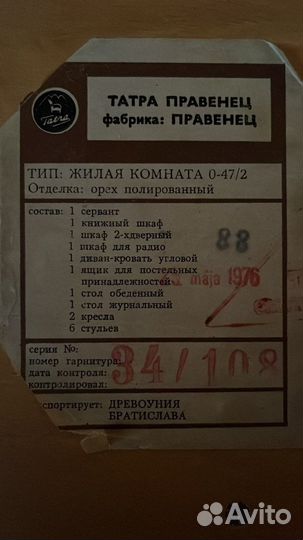 Tatra
ТАТРА ПРАВЕНЕЦ
фабрика: ПРАВЕНЕЦ
ТИП: ЖИЛАЯ КОМНАТА 0-47/2
Отделка: орех полированный
состав: 1 сервант
1 книжный шкаф
1 шкаф 2-хдверный
1 шкаф для радио
88
1 диван-кровать угловой
1 ящик для постельных
принадлежностей
mája 1976
1 стол обеденный
1 стол журнальный
2 кресла
6 стульев
серия №:
номер гарнитура:
34/108
дата контроля:
контролировал:
экспортирует: ДРЕВОУНИЯ
БРАТИСЛАВА
Avito